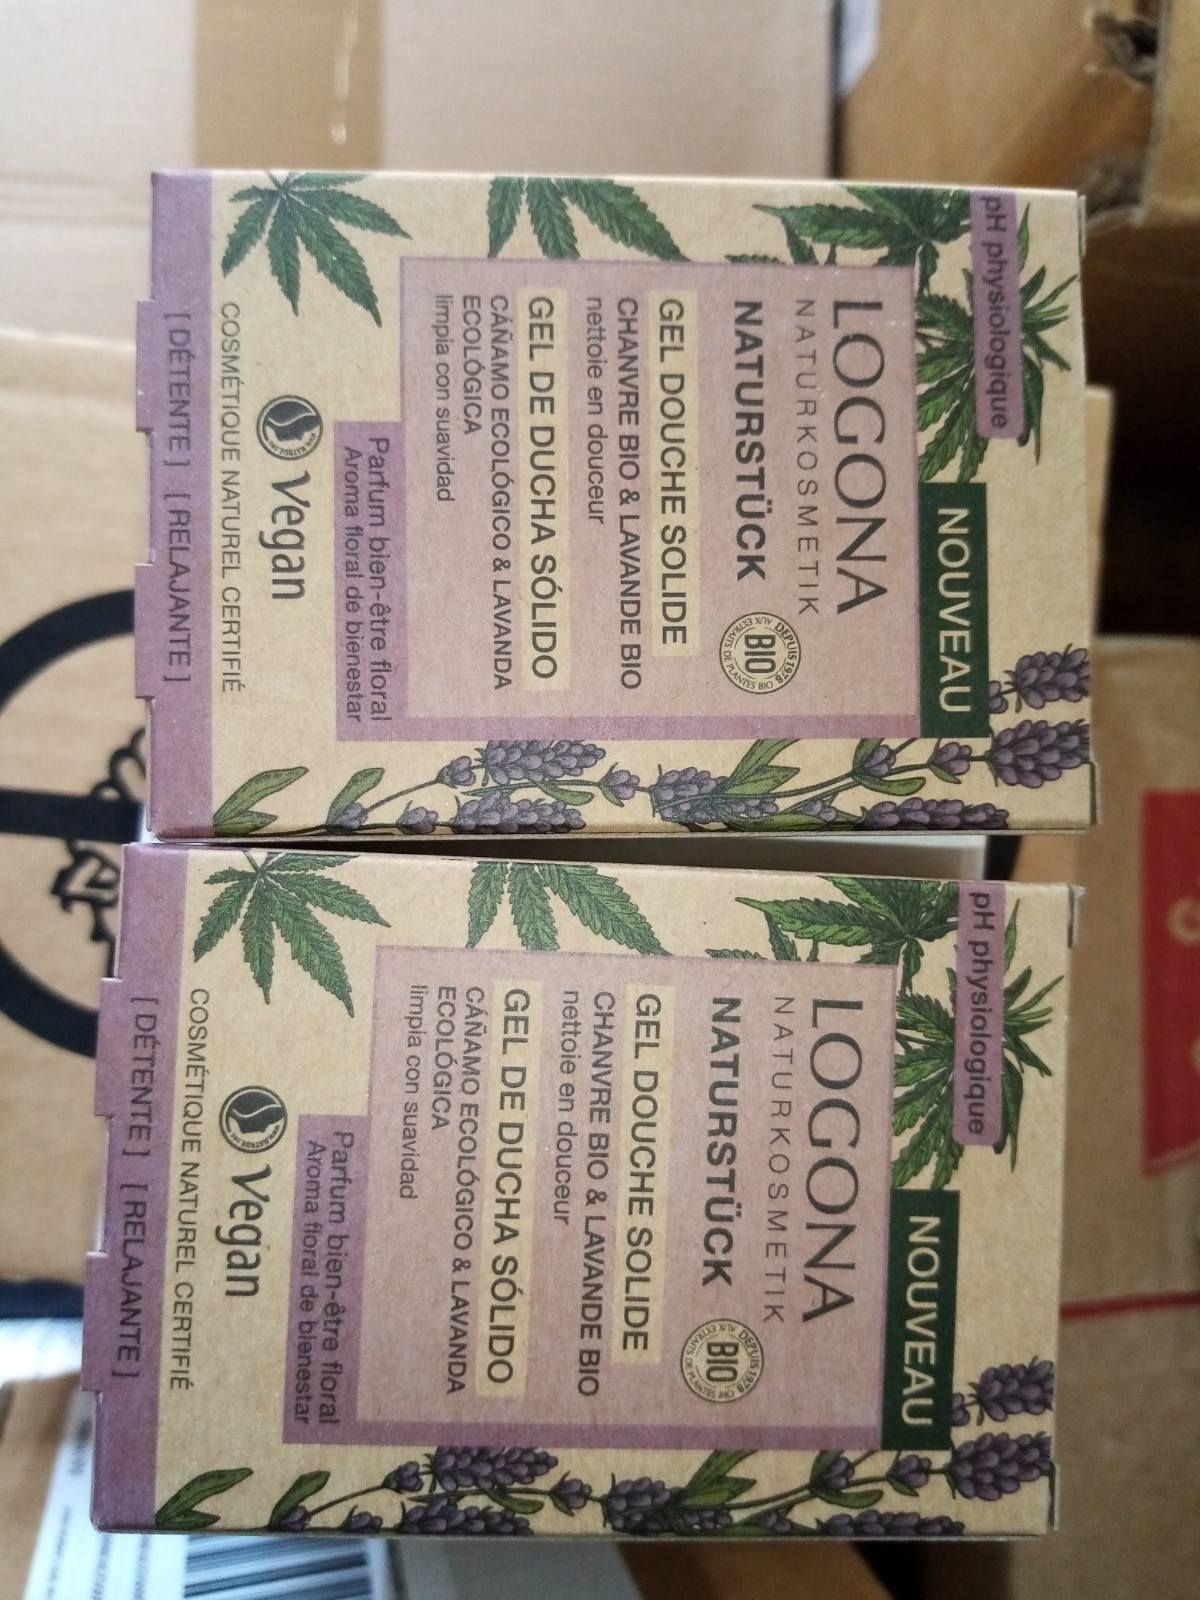 pH physiologique
NOUVEAU
LOGONA
NATURKOSMETIK
NATURSTÜCK
DEPUIS 1978
BIO
AUX EXTRAITS DE PLANTES BIO
GEL DOUCHE SOLIDE
CHANVRE BIO & LAVANDE BIO
nettoie en douceur
GEL DE DUCHA SÓLIDO
CÁÑAMO ECOLÓGICO & LAVANDA
ECOLÓGICA
limpia con suavidad
Parfum bien-être floral
Aroma floral de bienestar
Vegan
COSMÉTIQUE NATUREL CERTIFIÉ
[ DÉTENTE ] [ RELAJANTE ]
pH physiologique
NOUVEAU
LOGONA
NATURKOSMETIK
NATURSTÜCK
DEPUIS 1978
BIO
AUX EXTRAITS DE PLANTES BIO
GEL DOUCHE SOLIDE
CHANVRE BIO & LAVANDE BIO
nettoie en douceur
GEL DE DUCHA SÓLIDO
CÁÑAMO ECOLÓGICO & LAVANDA
ECOLÓGICA
limpia con suavidad
Parfum bien-être floral
Aroma floral de bienestar
Vegan
COSMÉTIQUE NATUREL CERTIFIÉ
[ DÉTENTE ] [ RELAJANTE ]